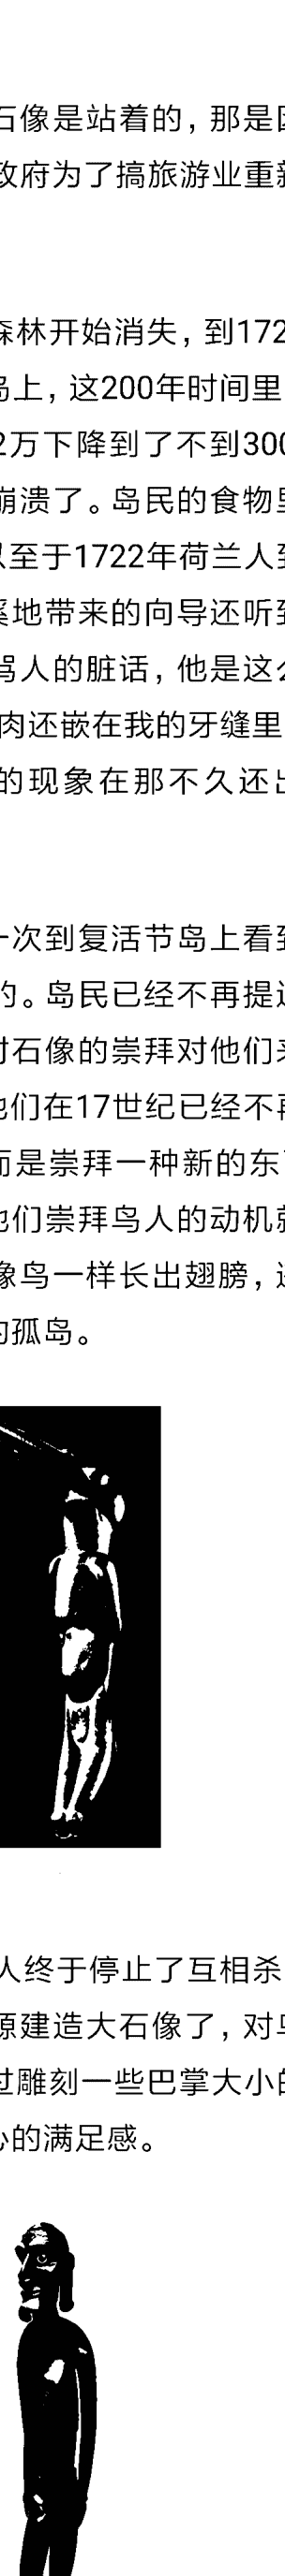 石像是站着的，那是因
政府为了搞旅游业重新
森林开始消失，到172
岛上，这200年时间里
2万下降到了不到300
崩溃了。岛民的食物里
以至于1722年荷兰人到
溪地带来的向导还听到
骂人的脏话，他是这么
肉还嵌在我的牙缝里
的现象在那不久还出
一次到复活节岛上看到
的。岛民已经不再提这
对石像的崇拜对他们来
他们在17世纪已经不再
而是崇拜一种新的东西
他们崇拜鸟人的动机就
像鸟一样长出翅膀，逃
的孤岛。
人终于停止了互相杀
源建造大石像了，对鸟
过雕刻一些巴掌大小的
心的满足感。